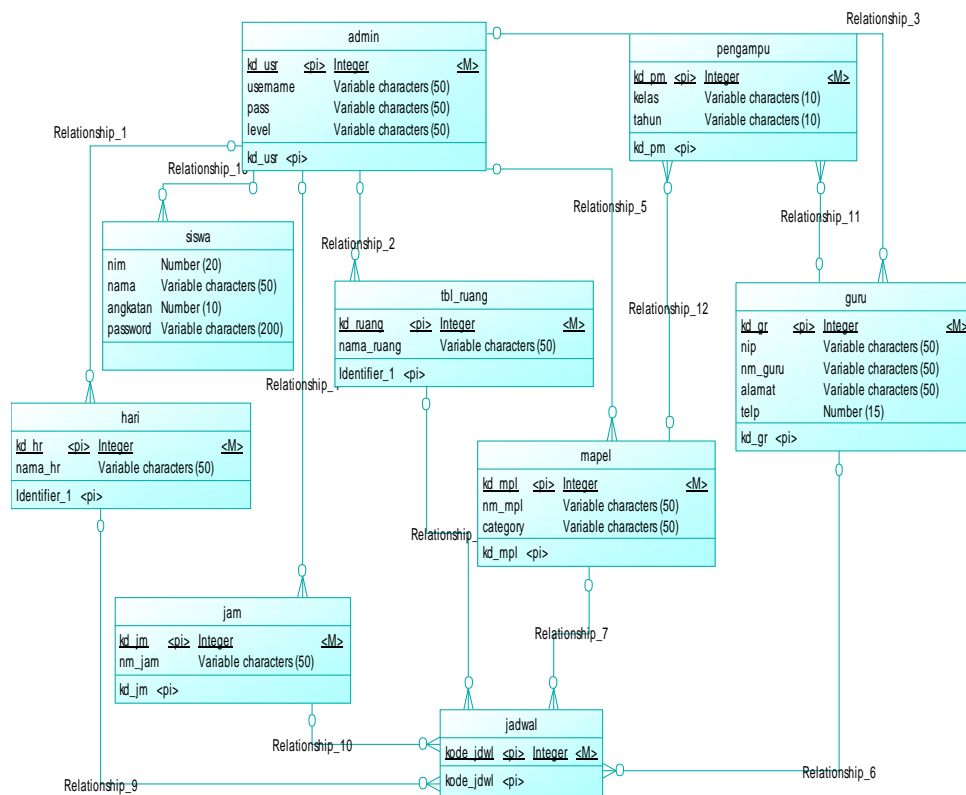 Relationship_3
admin
kd_usr <pi> Integer <M>
username Variable characters (50)
pass Variable characters (50)
level Variable characters (50)
kd_usr <pi>
pengampu
kd_pm <pi> Integer <M>
kelas Variable characters (10)
tahun Variable characters (10)
kd_pm <pi>
Relationship_1
Relationship_5
Relationship_11
Relationship_2
siswa
nim Number (20)
nama Variable characters (50)
angkatan Number (10)
password Variable characters (200)
tbl_ruang
kd_ruang <pi> Integer <M>
nama_ruang Variable characters (50)
Identifier_1 <pi>
Relationship_12
guru
kd_gr <pi> Integer <M>
nip Variable characters (50)
nm_guru Variable characters (50)
alamat Variable characters (50)
telp Number (15)
kd_gr <pi>
hari
kd_hr <pi> Integer <M>
nama_hr Variable characters (50)
Identifier_1 <pi>
mapel
kd_mpl <pi> Integer <M>
nm_mpl Variable characters (50)
category Variable characters (50)
kd_mpl <pi>
jam
kd_jm <pi> Integer <M>
nm_jam Variable characters (50)
kd_jm <pi>
Relationship_7
jadwal
kode_jdwl <pi> Integer <M>
kode_jdwl <pi>
Relationship_10
Relationship_9
Relationship_6